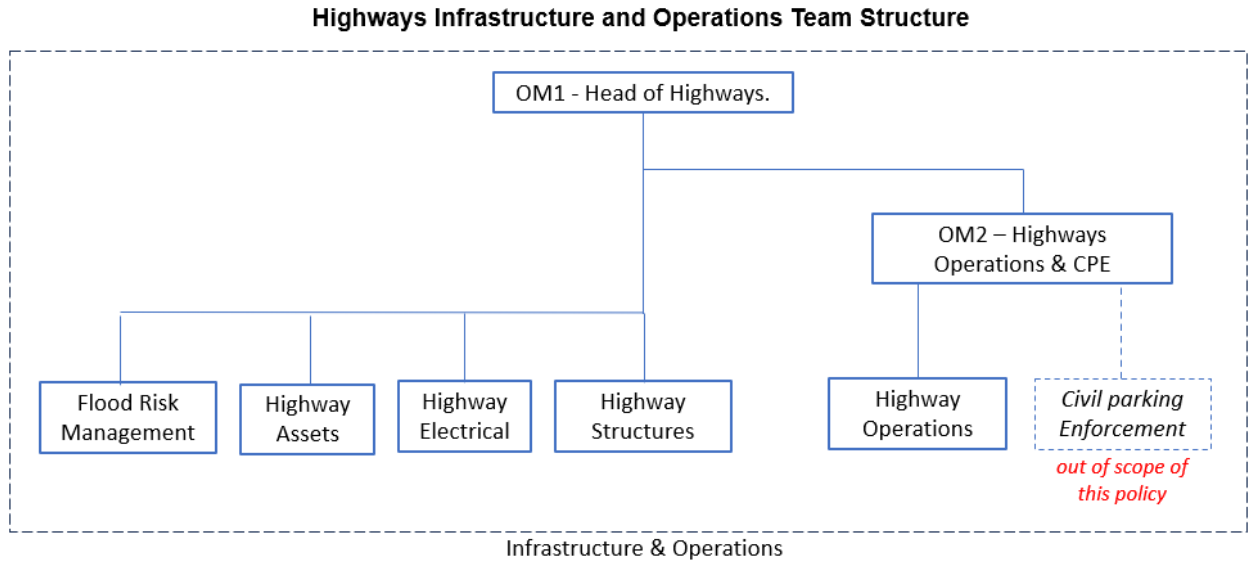 Highways Infrastructure and Operations Team Structure
OM1 - Head of Highways.
OM2 – Highways
Operations & CPE
Flood Risk
Management
Highway
Assets
Highway
Electrical
Highway
Structures
Highway
Operations
Civil parking
Enforcement
out of scope of
this policy
Infrastructure & Operations